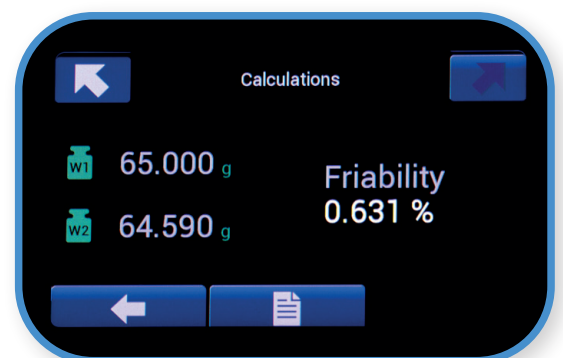 Calculations
W1 65.000 g
W2 64.590 g
Friability
0.631 %